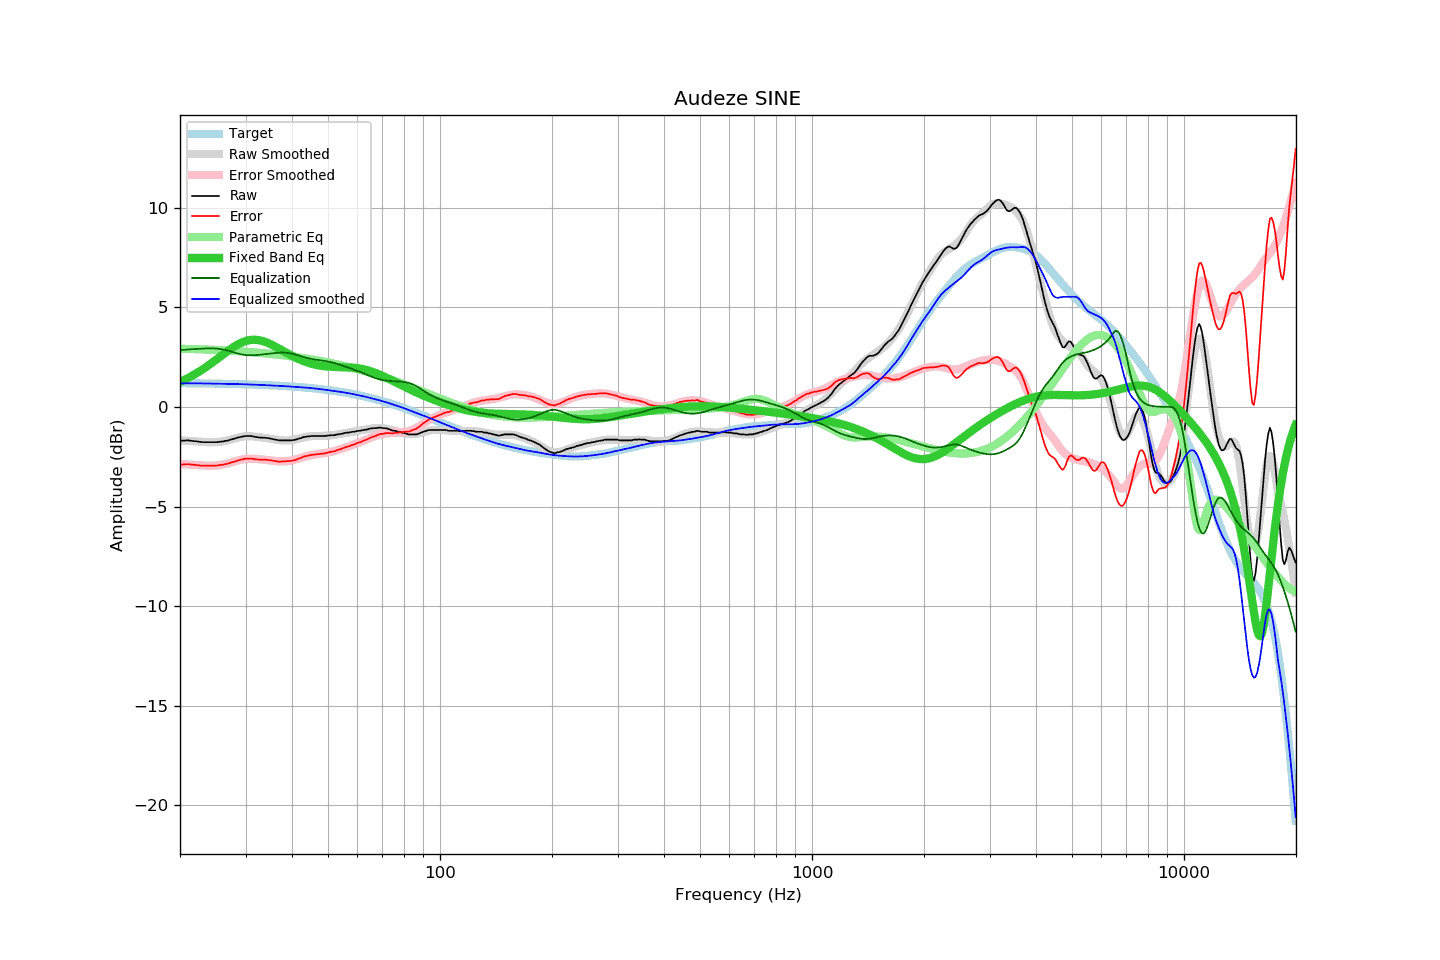 Audeze SINE
Target
Raw Smoothed
Error Smoothed
Raw
Error
Parametric Eq
Fixed Band Eq
Equalization
Equalized smoothed
10
5
0
−5
−10
−15
−20
Amplitude (dBr)
100
1000
10000
Frequency (Hz)